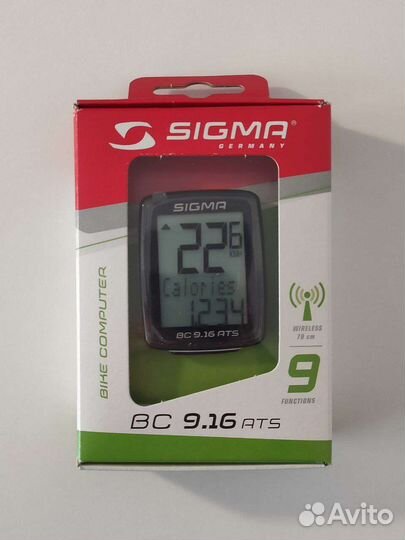 SIGMA
GERMANY
SIGMA
22 6
KM/H
Calories
1234
BC 9.16 ATS
BIKE COMPUTER
WIRELESS
70 cm
9
FUNCTIONS
BC 9.16 ATS
Avito